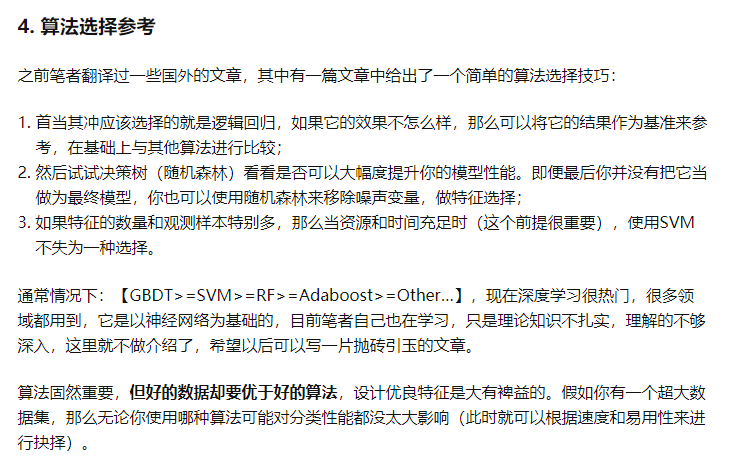 4. 算法选择参考
之前笔者翻译过一些国外的文章，其中有一篇文章中给出了一个简单的算法选择技巧：
1. 首当其冲应该选择的就是逻辑回归，如果它的效果不怎么样，那么可以将它的结果作为基准来参
考，在基础上与其他算法进行比较；
2. 然后试试决策树（随机森林）看看是否可以大幅度提升你的模型性能。即便最后你并没有把它当
做为最终模型，你也可以使用随机森林来移除噪声变量，做特征选择；
3. 如果特征的数量和观测样本特别多，那么当资源和时间充足时（这个前提很重要），使用SVM
不失为一种选择。
通常情况下：【GBDT>=SVM>=RF>=Adaboost>=Other...】，现在深度学习很热门，很多领
域都用到，它是以神经网络为基础的，目前笔者自己也在学习，只是理论知识不扎实，理解的不够
深入，这里就不做介绍了，希望以后可以写一片抛砖引玉的文章。
算法固然重要，但好的数据却要优于好的算法，设计优良特征是大有裨益的。假如你有一个超大数
据集，那么无论你使用哪种算法可能对分类性能都没太大影响（此时就可以根据速度和易用性来进
行抉择）。